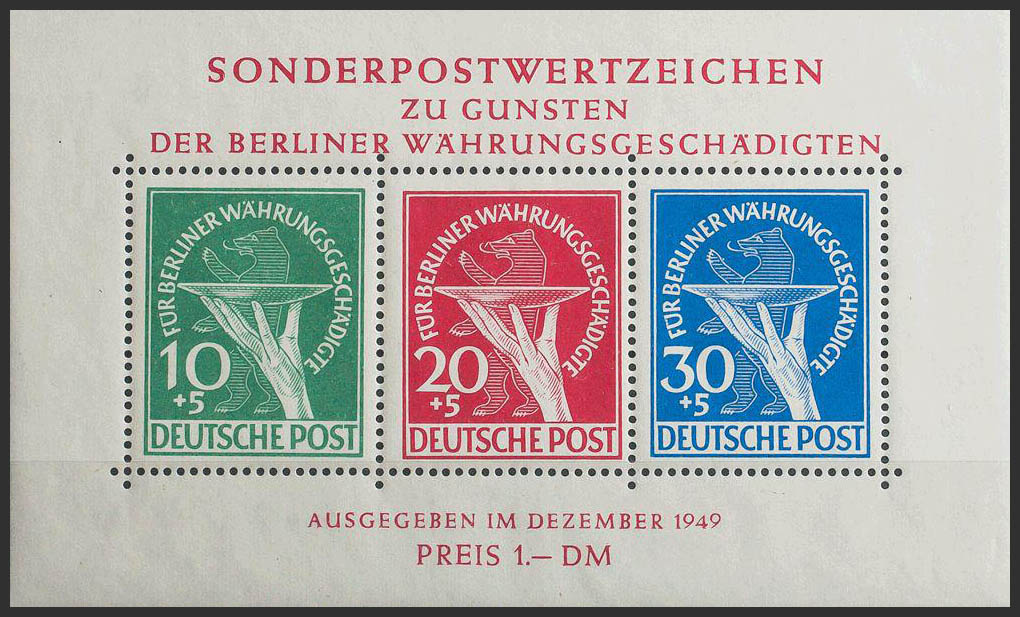 SONDERPOSTWERTZEICHEN
ZU GUNSTEN
DER BERLINER WÄHRUNGSGESCHÄDIGTEN
FÜR BERLINER WÄHRUNGSGESCHÄDIGTE
10
+5
DEUTSCHE POST
FÜR BERLINER WÄHRUNGSGESCHÄDIGTE
20
+5
DEUTSCHE POST
FÜR BERLINER WÄHRUNGSGESCHÄDIGTE
30
+5
DEUTSCHE POST
AUSGEGEBEN IM DEZEMBER 1949
PREIS 1.— DM